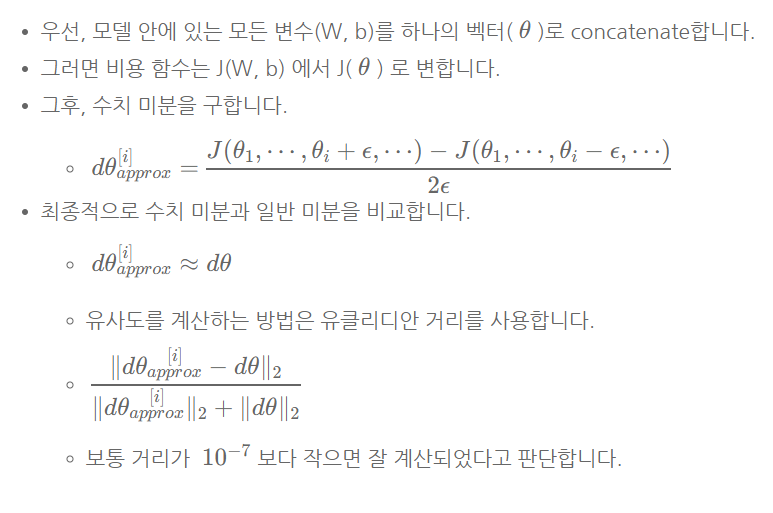 • 우선, 모델 안에 있는 모든 변수(W, b)를 하나의 벡터( θ )로 concatenate합니다.
• 그러면 비용 함수는 J(W, b) 에서 J( θ ) 로 변합니다.
• 그후, 수치 미분을 구합니다.
◦ $d\theta_{approx}^{[i]} = \frac{J(\theta_1, \cdots, \theta_i + \epsilon, \cdots) - J(\theta_1, \cdots, \theta_i - \epsilon, \cdots)}{2\epsilon}$
• 최종적으로 수치 미분과 일반 미분을 비교합니다.
◦ $d\theta_{approx}^{[i]} \approx d\theta$
◦ 유사도를 계산하는 방법은 유클리디안 거리를 사용합니다.
◦ $\frac{\|d\theta_{approx}^{[i]} - d\theta\|_2}{\|d\theta_{approx}^{[i]}\|_2 + \|d\theta\|_2}$
◦ 보통 거리가 $10^{-7}$ 보다 작으면 잘 계산되었다고 판단합니다.